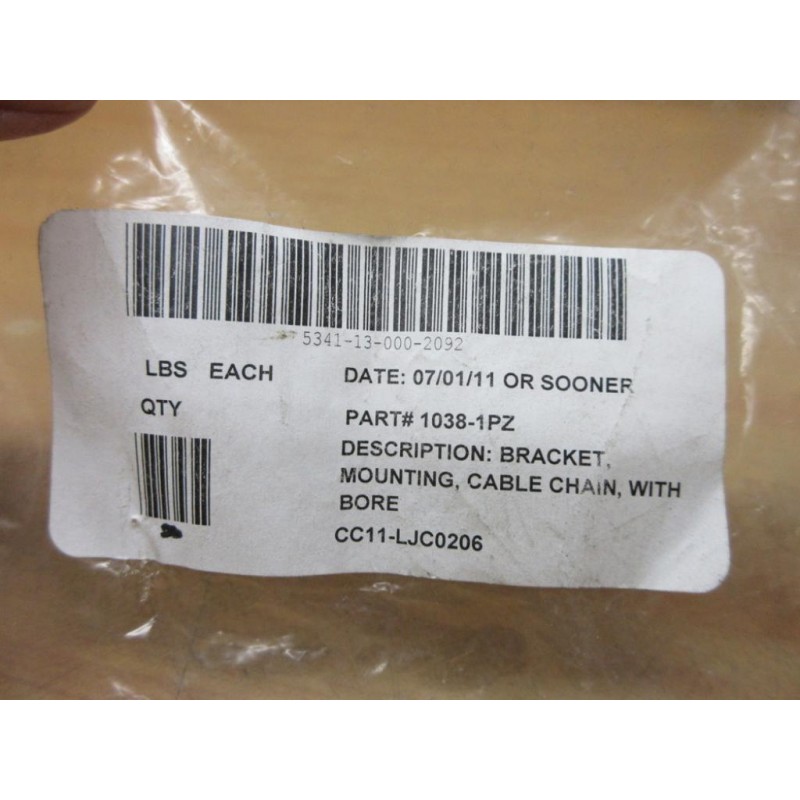 5341-13-000-2092
LBS EACH
DATE: 07/01/11 OR SOONER
QTY
PART# 1038-1PZ
DESCRIPTION: BRACKET,
MOUNTING, CABLE CHAIN, WITH
BORE
CC11-LJC0206